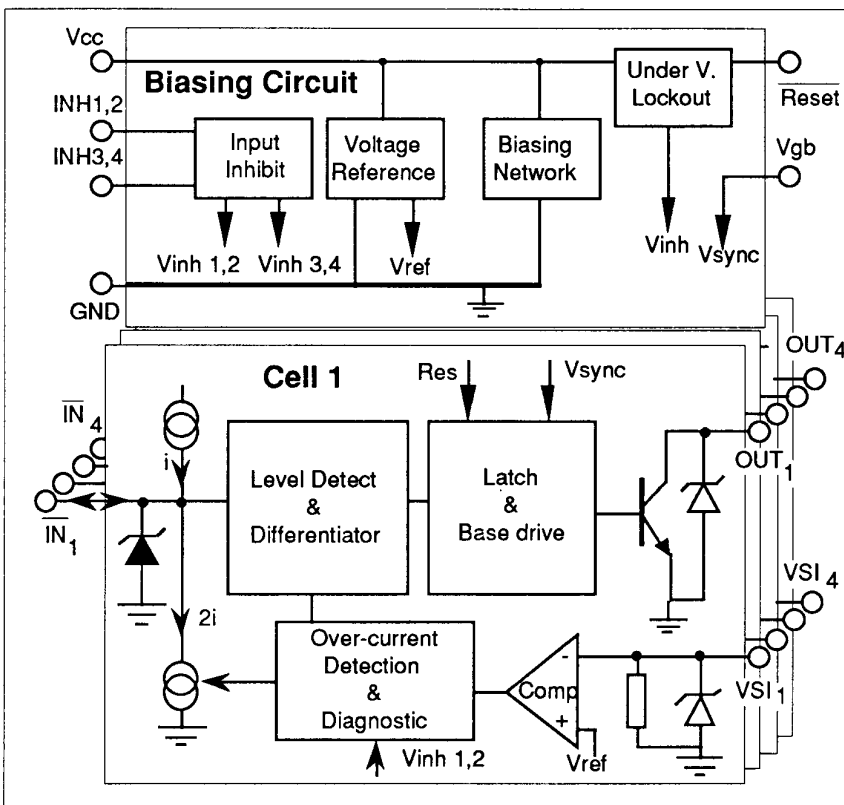 Vcc
Biasing Circuit
Under V.
Lockout
Reset
INH1,2
Input
Inhibit
Voltage
Reference
Biasing
Network
INH3,4
Vgb
Vinh 1,2
Vinh 3,4
Vref
Vinh
Vsync
GND
Cell 1
Res
Vsync
OUT4
IN 4
i
Level Detect
&
Differentiator
Latch
&
Base drive
OUT1
IN1
2i
VSI4
Over-current
Detection
&
Diagnostic
-
Comp
+
VSI1
Vinh 1,2
Vref